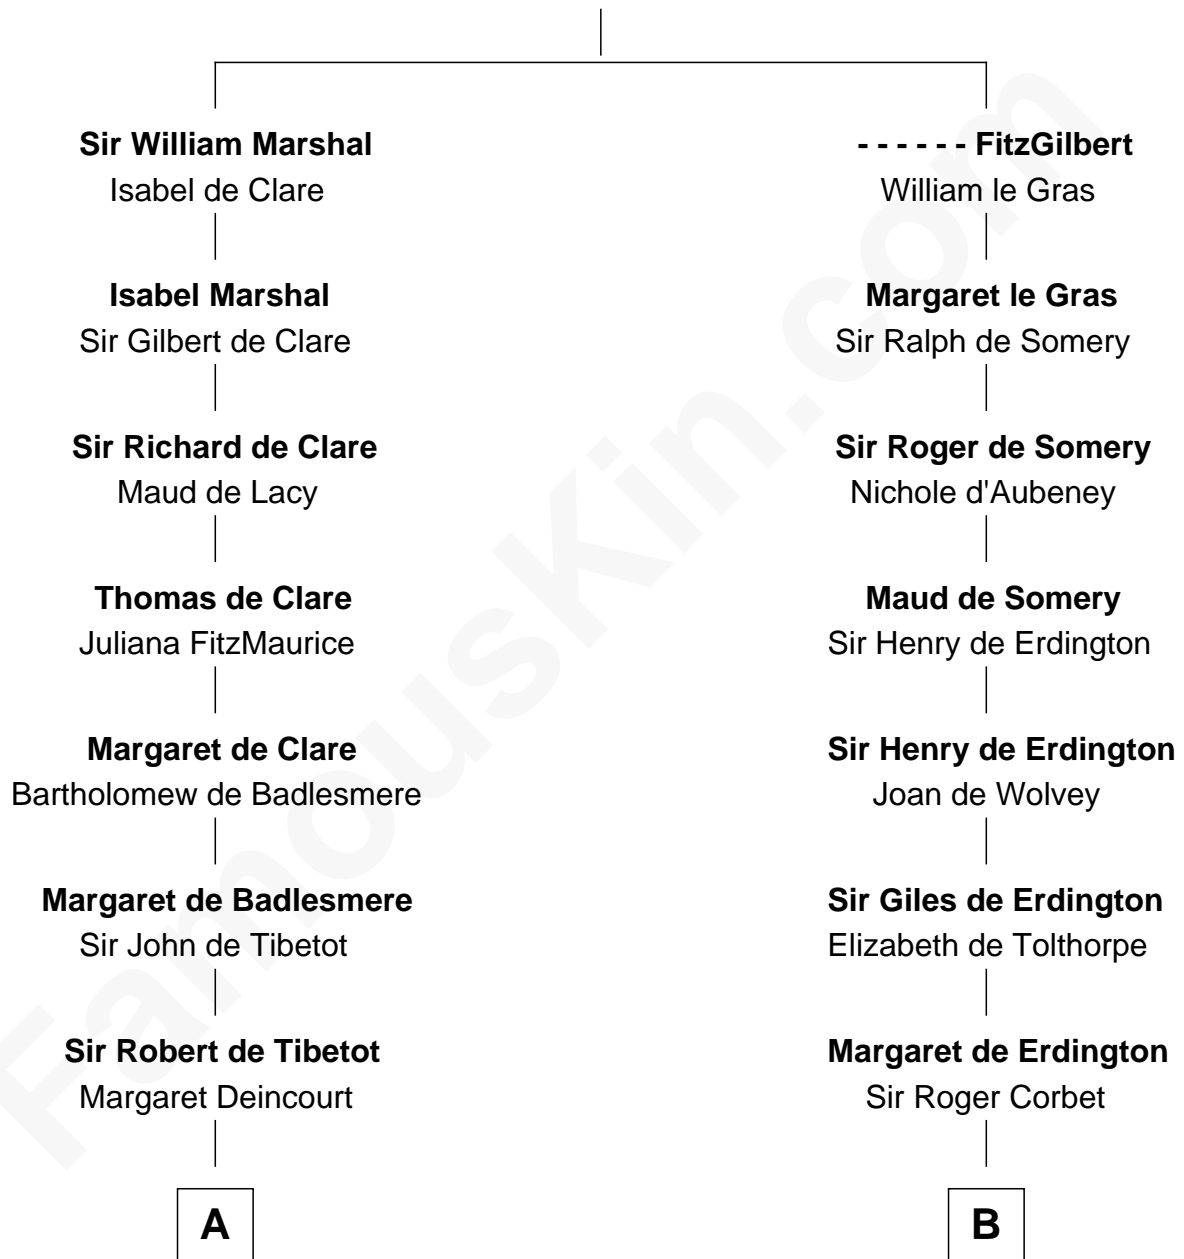 Sir William Marshal
Isabel de Clare
Isabel Marshal
Sir Gilbert de Clare
Sir Richard de Clare
Maud de Lacy
Thomas de Clare
Juliana FitzMaurice
Margaret de Clare
Bartholomew de Badlesmere
Margaret de Badlesmere
Sir John de Tibetot
Sir Robert de Tibetot
Margaret Deincourt
A
- - - - - - FitzGilbert
William le Gras
Margaret le Gras
Sir Ralph de Somery
Sir Roger de Somery
Nichole d'Aubeney
Maud de Somery
Sir Henry de Erdington
Sir Henry de Erdington
Joan de Wolvey
Sir Giles de Erdington
Elizabeth de Tolthorpe
Margaret de Erdington
Sir Roger Corbet
B
FamousKin.com